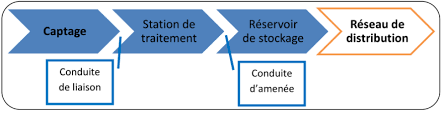 Captage
Station de
traitement
Réservoir
de stockage
Réseau de
distribution
Conduite
de liaison
Conduite
d'amenée